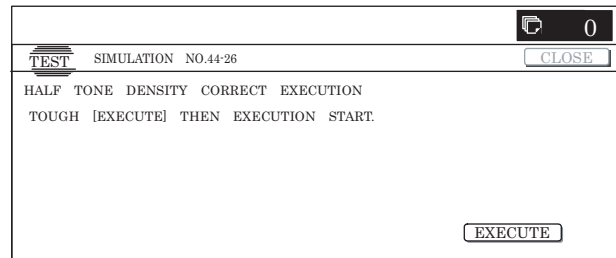 0
TEST SIMULATION NO.44-26 CLOSE
HALF TONE DENSITY CORRECT EXECUTION
TOUGH [EXECUTE] THEN EXECUTION START.
EXECUTE